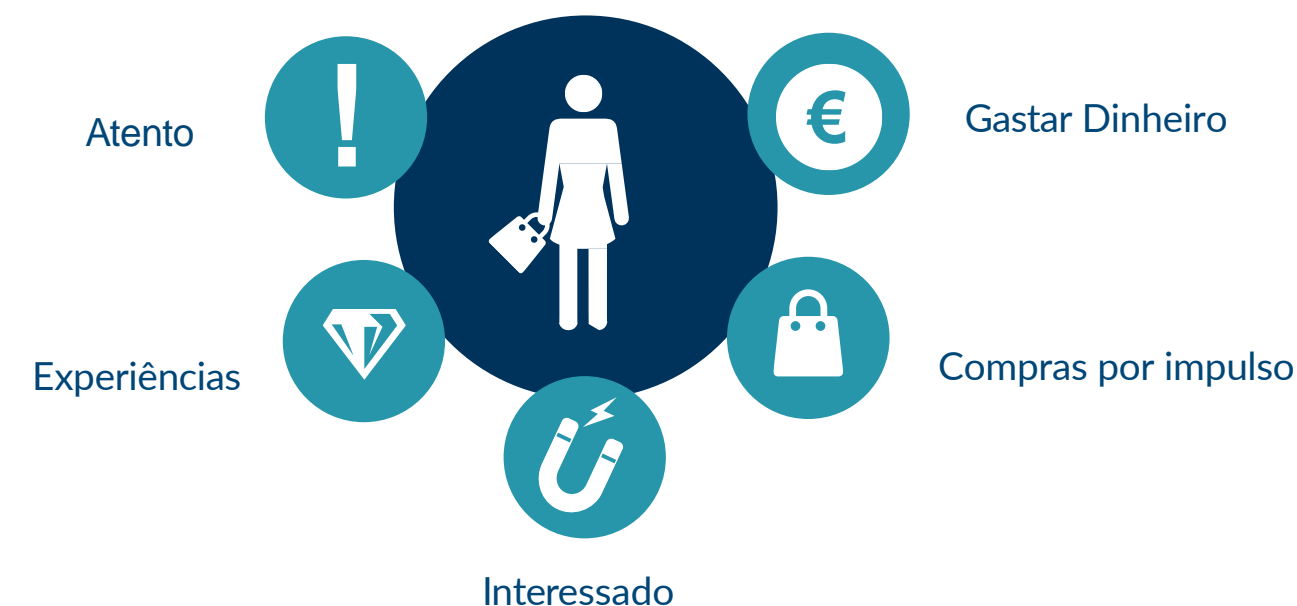 Atento
€
Gastar Dinheiro
Experiências
Compras por impulso
Interessado